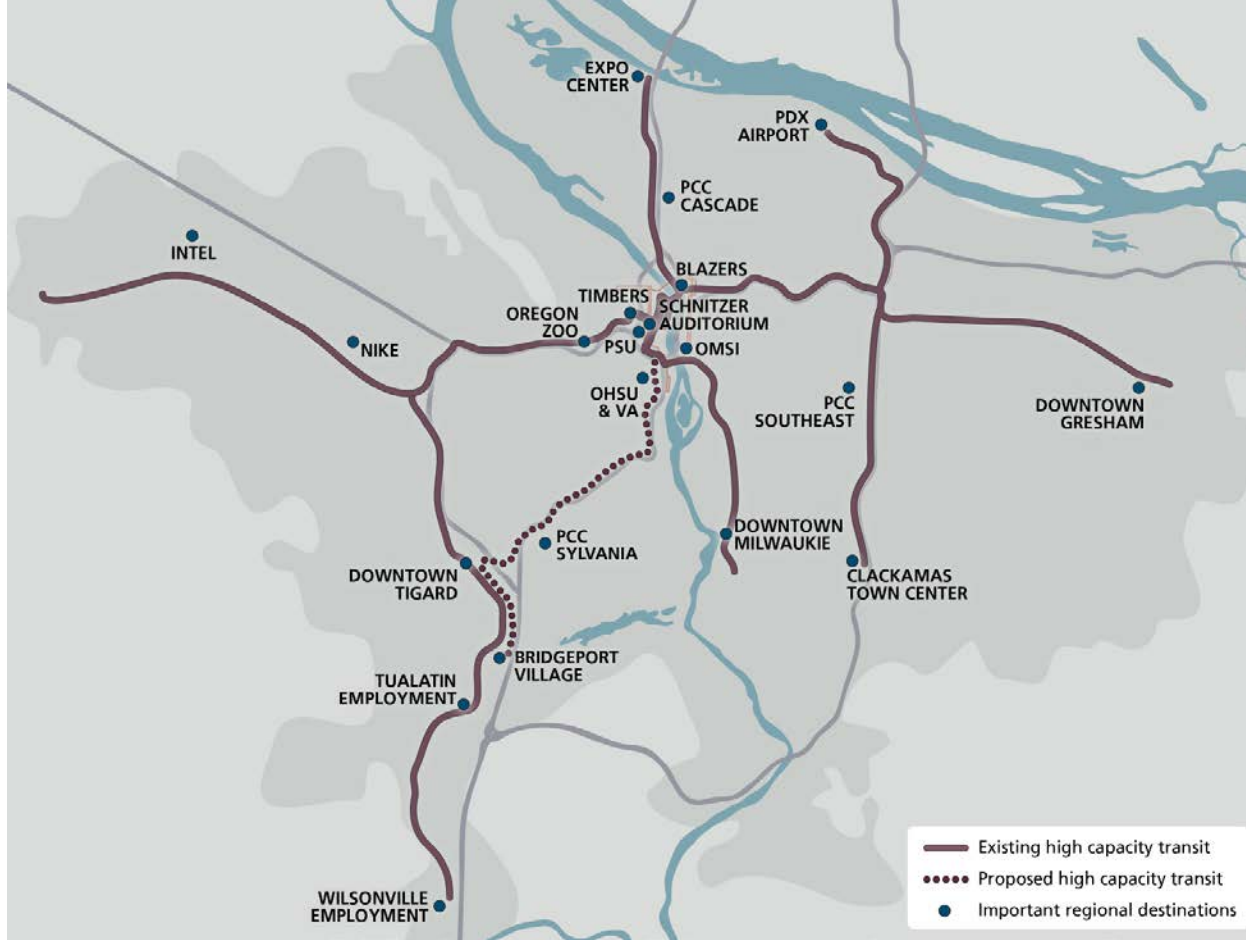 EXPO
CENTER
PDX
AIRPORT
PCC
CASCADE
INTEL
BLAZERS
TIMBERS
SCHNITZER
AUDITORIUM
OREGON
ZOO
PSU
OMSI
NIKE
OHSU
& VA
PCC
SOUTHEAST
DOWNTOWN
GRESHAM
PCC
SYLVANIA
DOWNTOWN
MILWAUKIE
DOWNTOWN
TIGARD
CLACKAMAS
TOWN CENTER
BRIDGEPORT
VILLAGE
TUALATIN
EMPLOYMENT
WILSONVILLE
EMPLOYMENT
Existing high capacity transit
Proposed high capacity transit
Important regional destinations